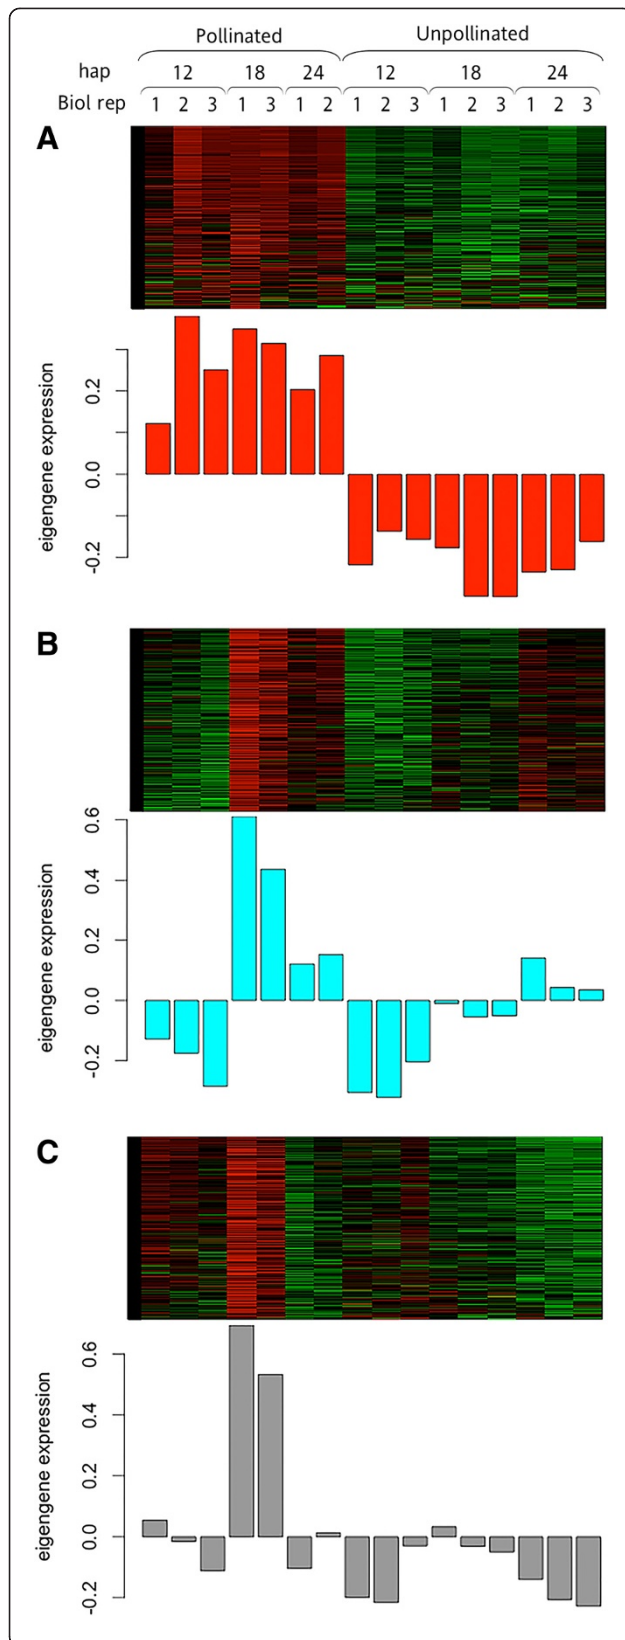 Pollinated Unpollinated
hap 12 18 24 12 18 24
Biol rep 1 2 3 1 3 1 2 1 2 3 1 2 3 1 2 3
A
eigengene expression
0.2
0.0
-0.2
B
eigengene expression
0.6
0.4
0.2
0.0
-0.2
C
eigengene expression
0.6
0.4
0.2
0.0
-0.2